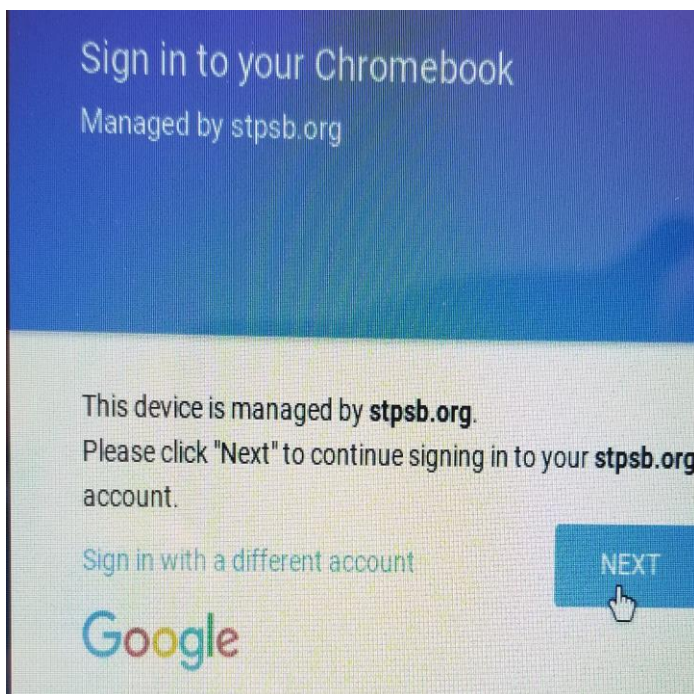 Sign in to your Chromebook
Managed by stpsb.org
This device is managed by stpsb.org.
Please click "Next" to continue signing in to your stpsb.org
account.
Sign in with a different account
NEXT
Google